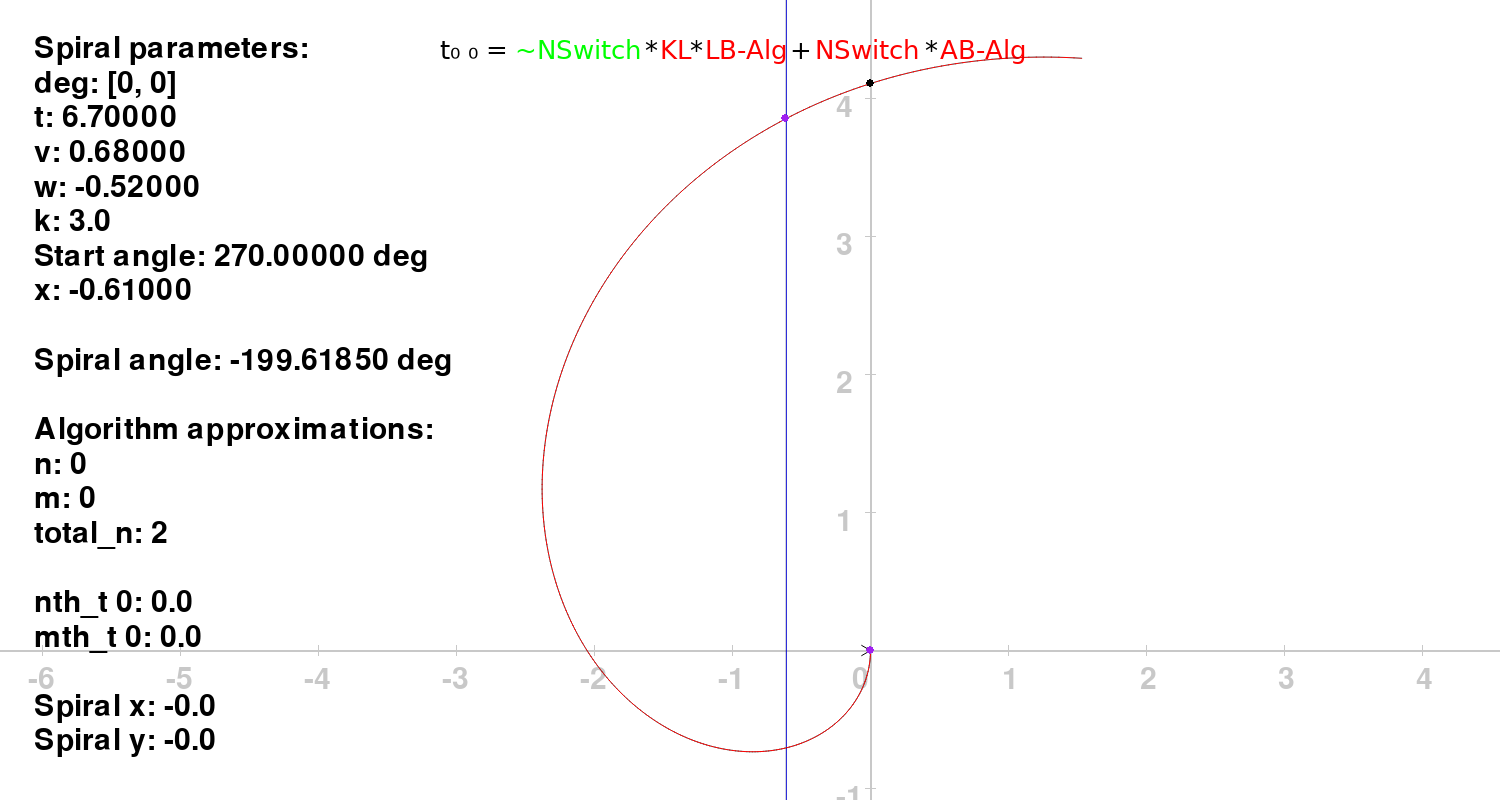 t₀ ₀ = ~NSwitch*KL*LB-Alg+NSwitch*AB-Alg
Spiral parameters:
deg: [0, 0]
t: 6.70000
v: 0.68000
w: -0.52000
k: 3.0
Start angle: 270.00000 deg
x: -0.61000
Spiral angle: -199.61850 deg
Algorithm approximations:
n: 0
m: 0
total_n: 2
nth_t 0: 0.0
mth_t 0: 0.0
Spiral x: -0.0
Spiral y: -0.0
4
3
2
1
-6 -5 -4 -3 -2 -1 0 1 2 3 4
-1